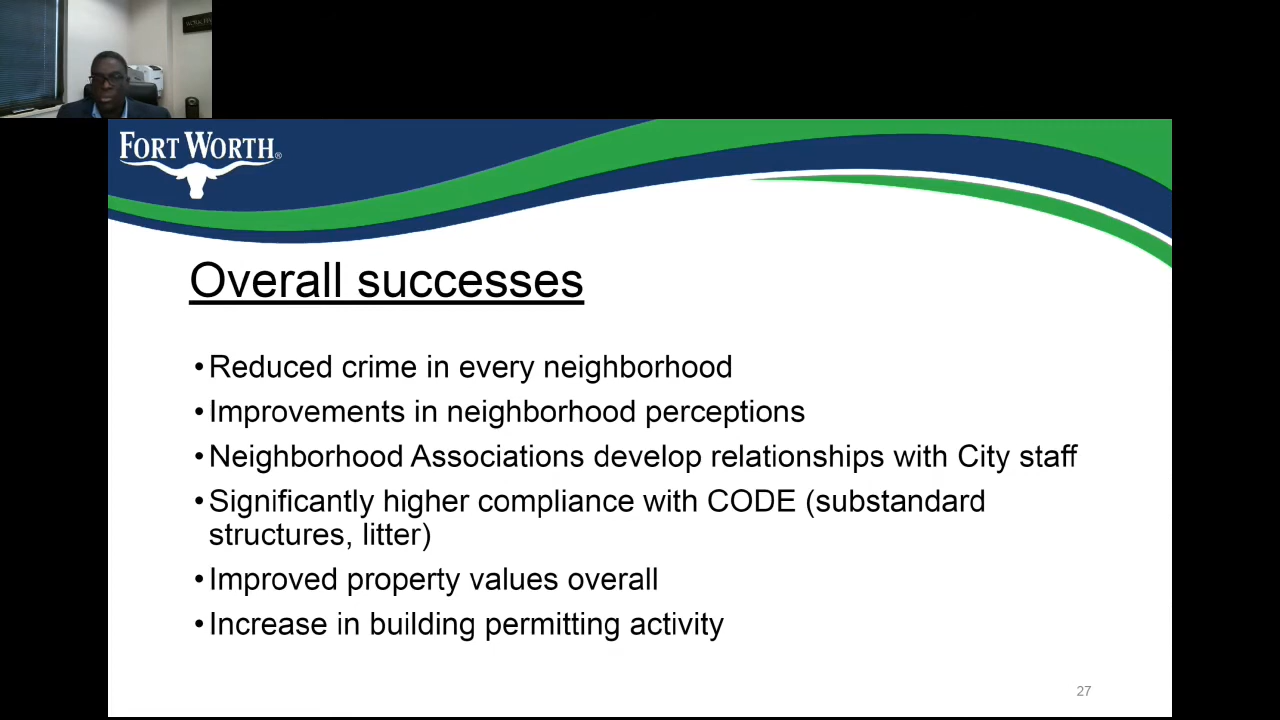 FORT WORTH®
Overall successes
•Reduced crime in every neighborhood
•Improvements in neighborhood perceptions
•Neighborhood Associations develop relationships with City staff
•Significantly higher compliance with CODE (substandard
structures, litter)
•Improved property values overall
•Increase in building permitting activity
27